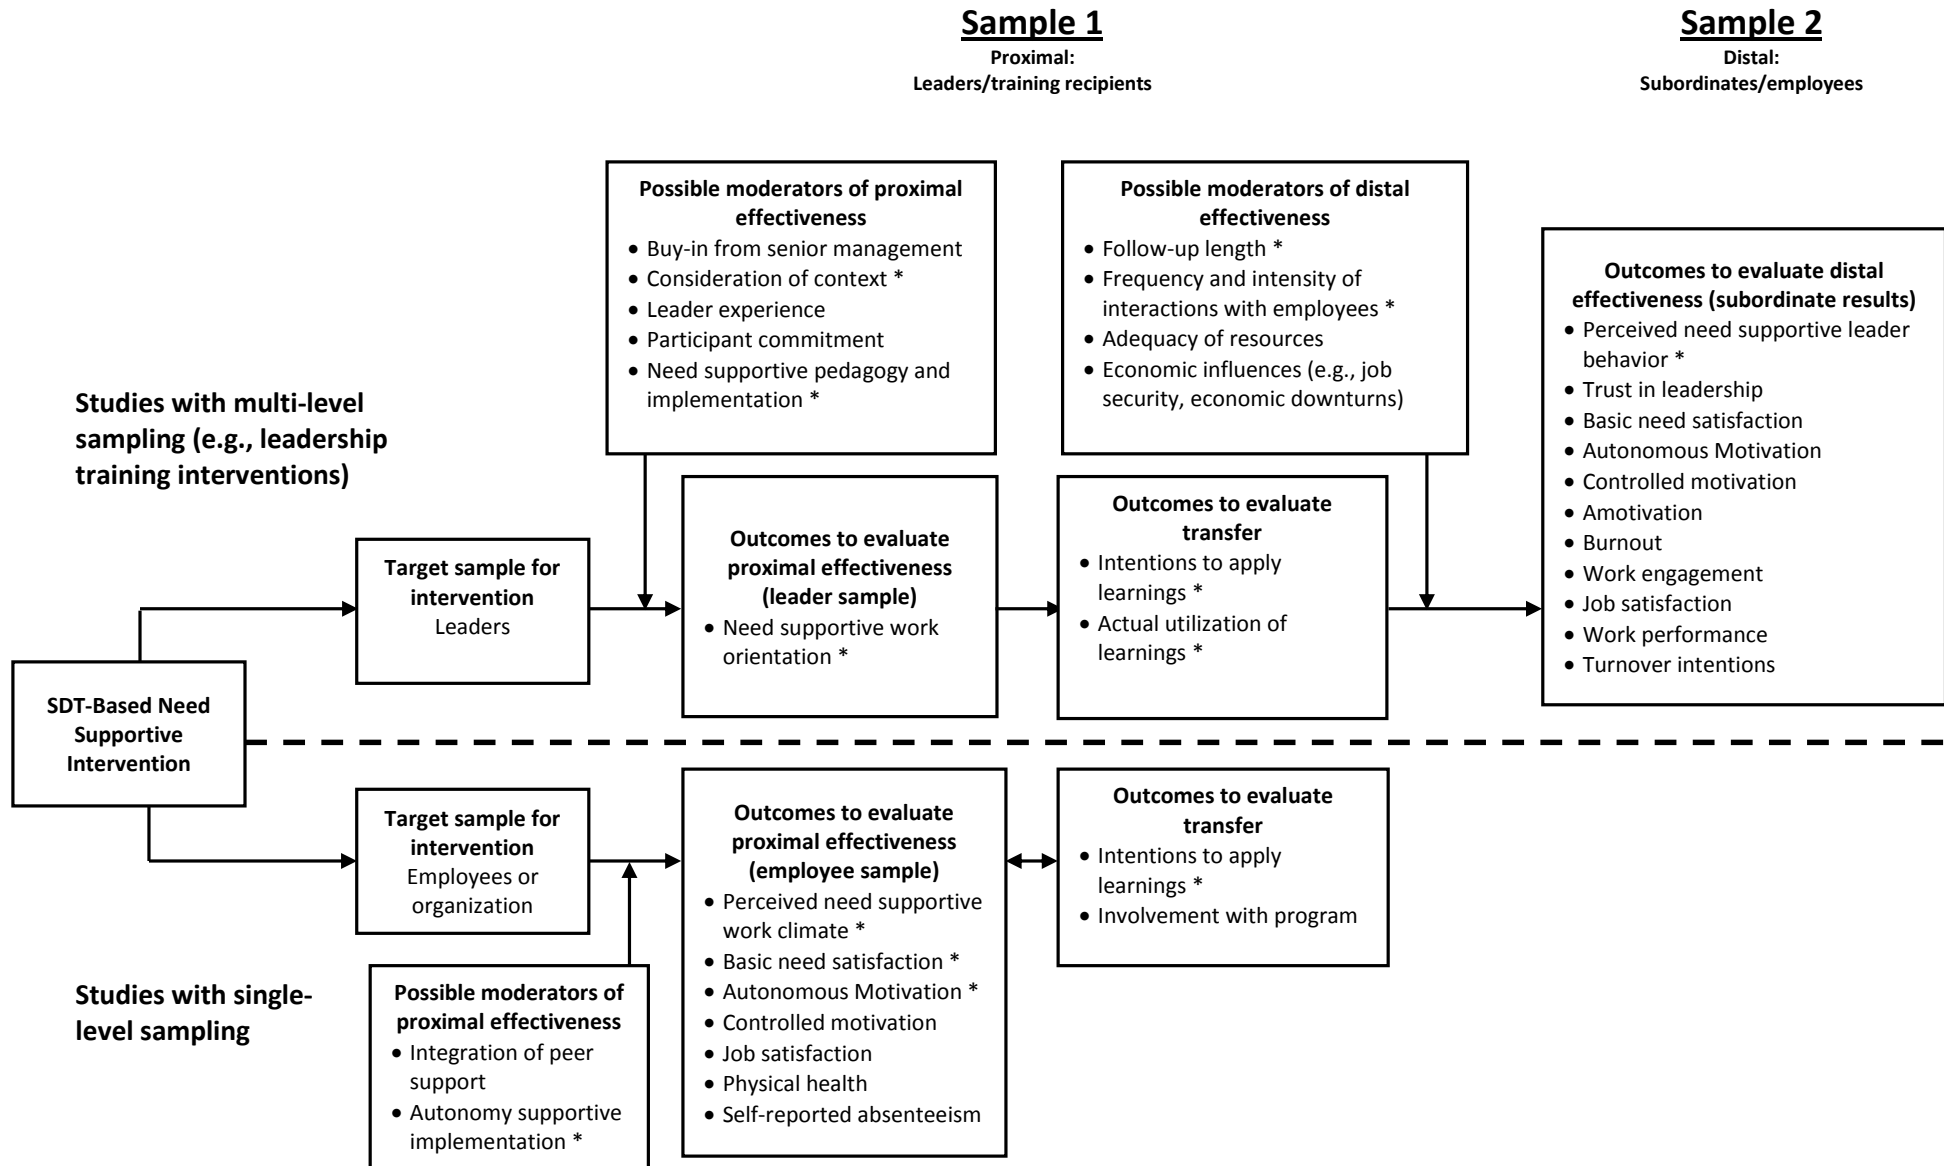 Sample 1
Proximal:
Leaders/training recipients
Sample 2
Distal:
Subordinates/employees
Possible moderators of proximal
effectiveness
• Buy-in from senior management
• Consideration of context *
• Leader experience
• Participant commitment
• Need supportive pedagogy and
implementation *
Possible moderators of distal
effectiveness
• Follow-up length *
• Frequency and intensity of
interactions with employees *
• Adequacy of resources
• Economic influences (e.g., job
security, economic downturns)
Outcomes to evaluate distal
effectiveness (subordinate results)
• Perceived need supportive leader
behavior *
• Trust in leadership
• Basic need satisfaction
• Autonomous Motivation
• Controlled motivation
• Amotivation
• Burnout
• Work engagement
• Job satisfaction
• Work performance
• Turnover intentions
Studies with multi-level
sampling (e.g., leadership
training interventions)
Target sample for
intervention
Leaders
Outcomes to evaluate
proximal effectiveness
(leader sample)
• Need supportive work
orientation *
Outcomes to evaluate
transfer
• Intentions to apply
learnings *
• Actual utilization of
learnings *
SDT-Based Need
Supportive
Intervention
Target sample for
intervention
Employees or
organization
Outcomes to evaluate
proximal effectiveness
(employee sample)
• Perceived need supportive
work climate *
• Basic need satisfaction *
• Autonomous Motivation *
• Controlled motivation
• Job satisfaction
• Physical health
• Self-reported absenteeism
Outcomes to evaluate
transfer
• Intentions to apply
learnings *
• Involvement with program
Studies with single-
level sampling
Possible moderators of
proximal effectiveness
• Integration of peer
support
• Autonomy supportive
implementation *